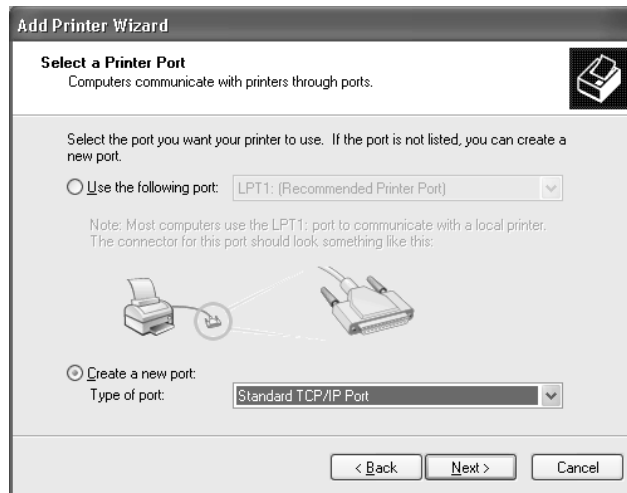 Add Printer Wizard
Select a Printer Port
Computers communicate with printers through ports.
Select the port you want your printer to use. If the port is not listed, you can create a
new port.
Use the following port: LPT1: (Recommended Printer Port)
Note: Most computers use the LPT1: port to communicate with a local printer.
The connector for this port should look something like this:
Create a new port:
Type of port: Standard TCP/IP Port
< Back Next > Cancel